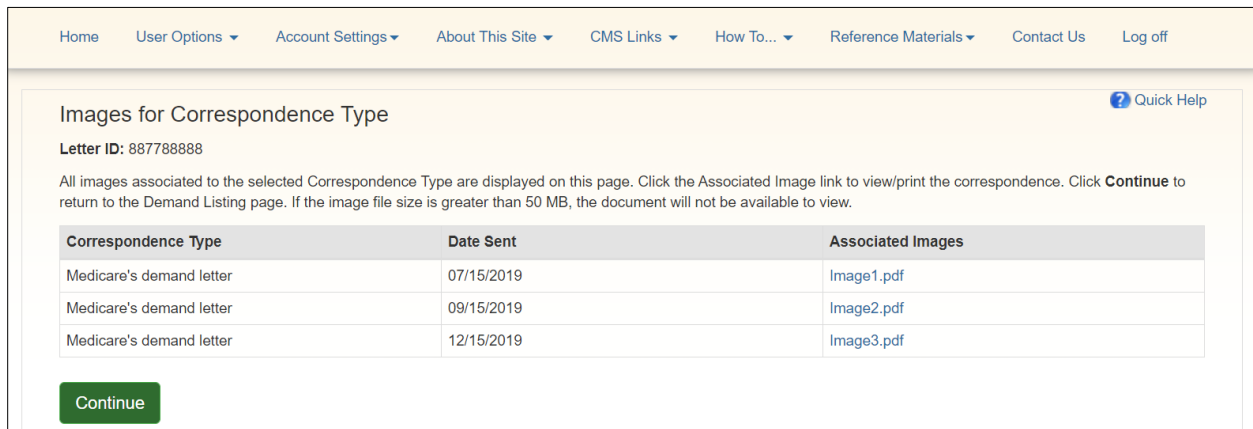 Home User Options Account Settings About This Site CMS Links How To... Reference Materials Contact Us Log off
Quick Help
Images for Correspondence Type
Letter ID: 887788888
All images associated to the selected Correspondence Type are displayed on this page. Click the Associated Image link to view/print the correspondence. Click Continue to
return to the Demand Listing page. If the image file size is greater than 50 MB, the document will not be available to view.
Correspondence Type Date Sent Associated Images
Medicare's demand letter 07/15/2019 Image1.pdf
Medicare's demand letter 09/15/2019 Image2.pdf
Medicare's demand letter 12/15/2019 Image3.pdf
Continue